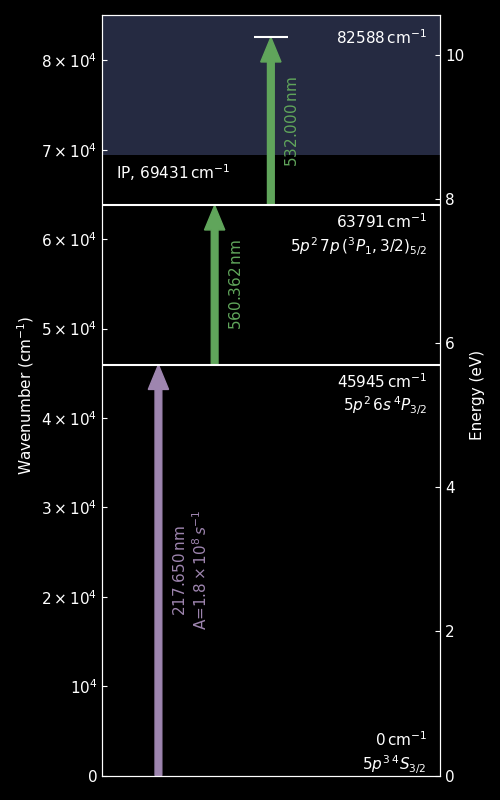 82588 cm⁻¹
8 × 10⁴
10
532.000 nm
7 × 10⁴
IP, 69431 cm⁻¹
8
63791 cm⁻¹
6 × 10⁴
5p² 7p (³P₁, 3/2)₅/₂
560.362 nm
5 × 10⁴
6
45945 cm⁻¹
5p² 6s ⁴P₃/₂
4 × 10⁴
Wavenumber (cm⁻¹)
Energy (eV)
4
3 × 10⁴
217.650 nm
A=1.8 × 10⁸ s⁻¹
2 × 10⁴
2
10⁴
0 cm⁻¹
5p³ ⁴S₃/₂
0
0